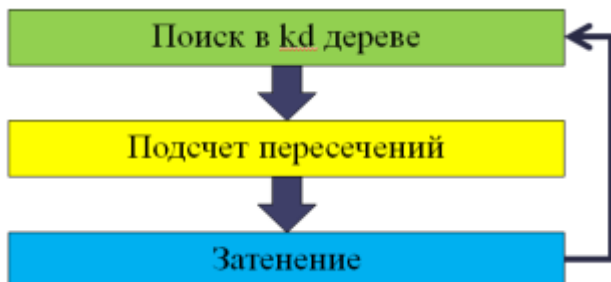 Поиск в kd дереве
Подсчет пересечений
Затенение